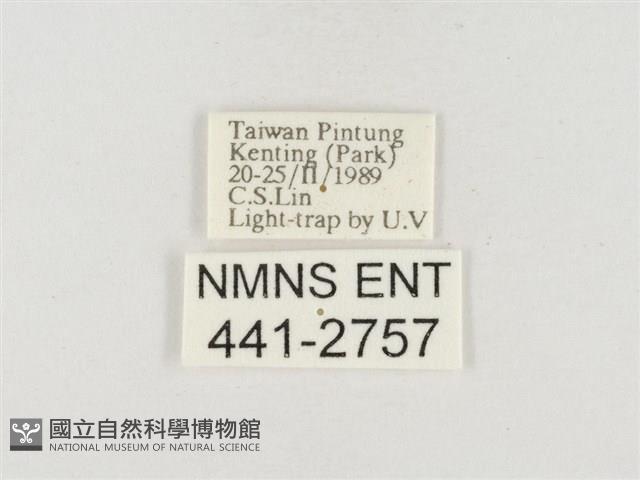 Taiwan Pintung
Kenting (Park)
20-25/II/1989
C.S.Lin
Light-trap by U.V
NMNS ENT
441-2757
國立自然科學博物館
NATIONAL MUSEUM OF NATURAL SCIENCE